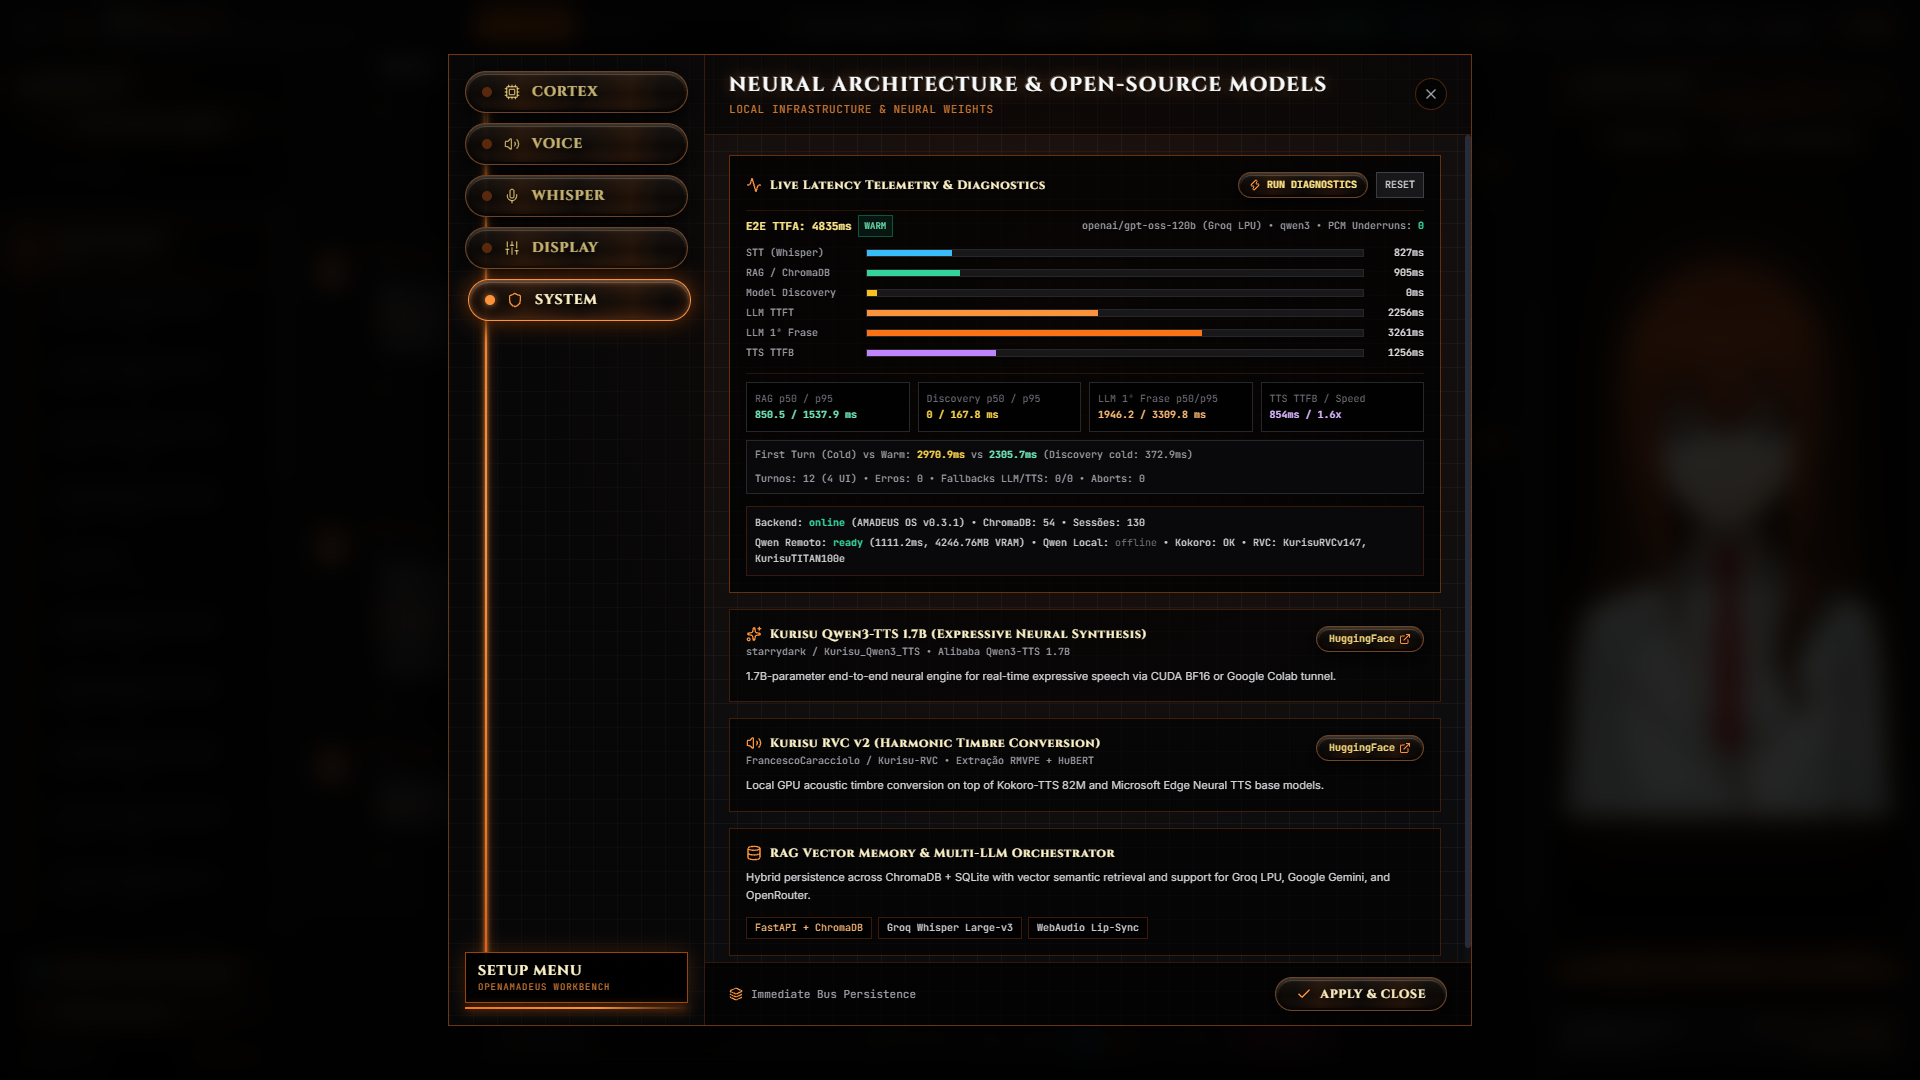 CORTEX
VOICE
WHISPER
DISPLAY
SYSTEM
SETUP MENU
OPENAMADEUS WORKBENCH
NEURAL ARCHITECTURE & OPEN-SOURCE MODELS
LOCAL INFRASTRUCTURE & NEURAL WEIGHTS
LIVE LATENCY TELEMETRY & DIAGNOSTICS
RUN DIAGNOSTICS
RESET
E2E TTFA: 4835ms WARM
openai/gpt-oss-120b (Groq LPU) • qwen3 • PCM Underruns: 0
STT (Whisper) 827ms
RAG / ChromaDB 905ms
Model Discovery 0ms
LLM TTFT 2256ms
LLM 1ª Frase 3261ms
TTS TTFB 1256ms
RAG p50 / p95
850.5 / 1537.9 ms
Discovery p50 / p95
0 / 167.8 ms
LLM 1ª Frase p50/p95
1946.2 / 3309.8 ms
TTS TTFB / Speed
854ms / 1.6x
First Turn (Cold) vs Warm: 2970.9ms vs 2305.7ms (Discovery cold: 372.9ms)
Turnos: 12 (4 UI) • Erros: 0 • Fallbacks LLM/TTS: 0/0 • Aborts: 0
Backend: online (AMADEUS OS v0.3.1) • ChromaDB: 54 • Sessões: 130
Qwen Remoto: ready (1111.2ms, 4246.76MB VRAM) • Qwen Local: offline • Kokoro: OK • RVC: KurisuRVCv147,
KurisuTITAN100e
KURISU QWEN3-TTS 1.7B (EXPRESSIVE NEURAL SYNTHESIS)
HuggingFace
starrydark / Kurisu_Qwen3_TTS • Alibaba Qwen3-TTS 1.7B
1.7B-parameter end-to-end neural engine for real-time expressive speech via CUDA BF16 or Google Colab tunnel.
KURISU RVC V2 (HARMONIC TIMBRE CONVERSION)
HuggingFace
FrancescoCaracciolo / Kurisu-RVC • Extração RMVPE + HuBERT
Local GPU acoustic timbre conversion on top of Kokoro-TTS 82M and Microsoft Edge Neural TTS base models.
RAG VECTOR MEMORY & MULTI-LLM ORCHESTRATOR
Hybrid persistence across ChromaDB + SQLite with vector semantic retrieval and support for Groq LPU, Google Gemini, and
OpenRouter.
FastAPI + ChromaDB
Groq Whisper Large-v3
WebAudio Lip-Sync
Immediate Bus Persistence
APPLY & CLOSE